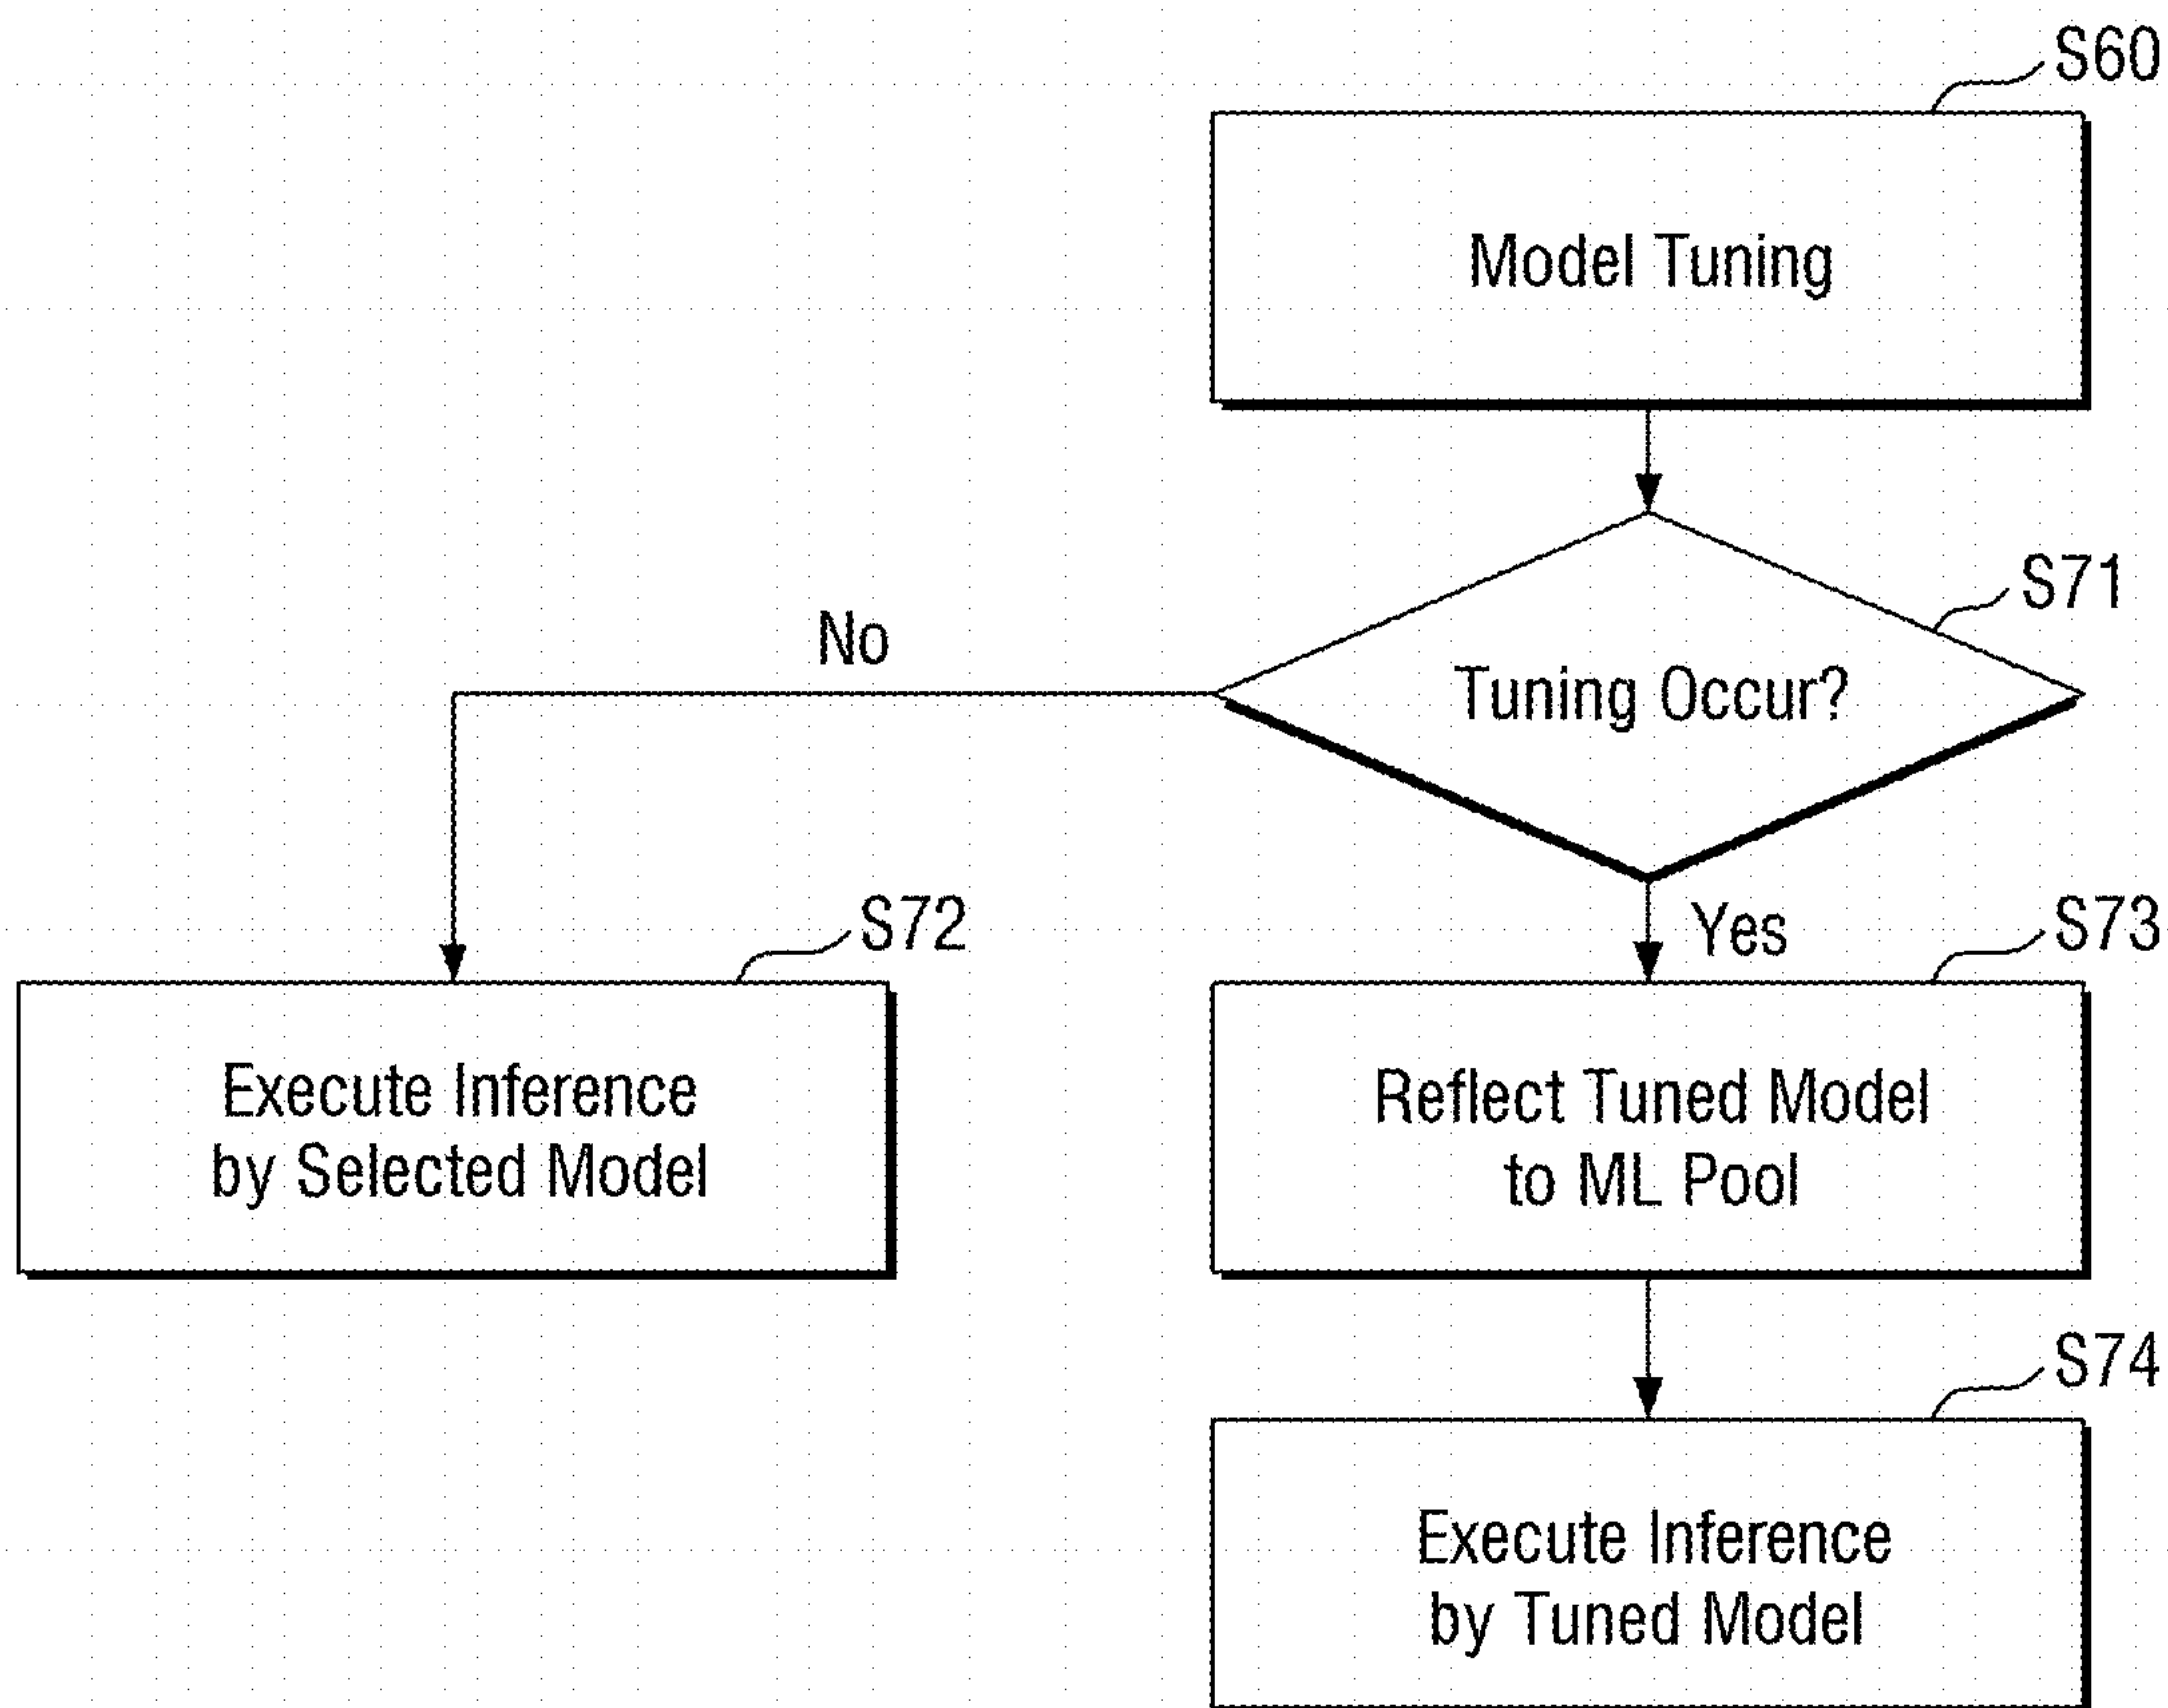 S60
Model Tuning
S71
Tuning Occur?
No
Yes
S72
Execute Inference
by Selected Model
S73
Reflect Tuned Model
to ML Pool
S74
Execute Inference
by Tuned Model